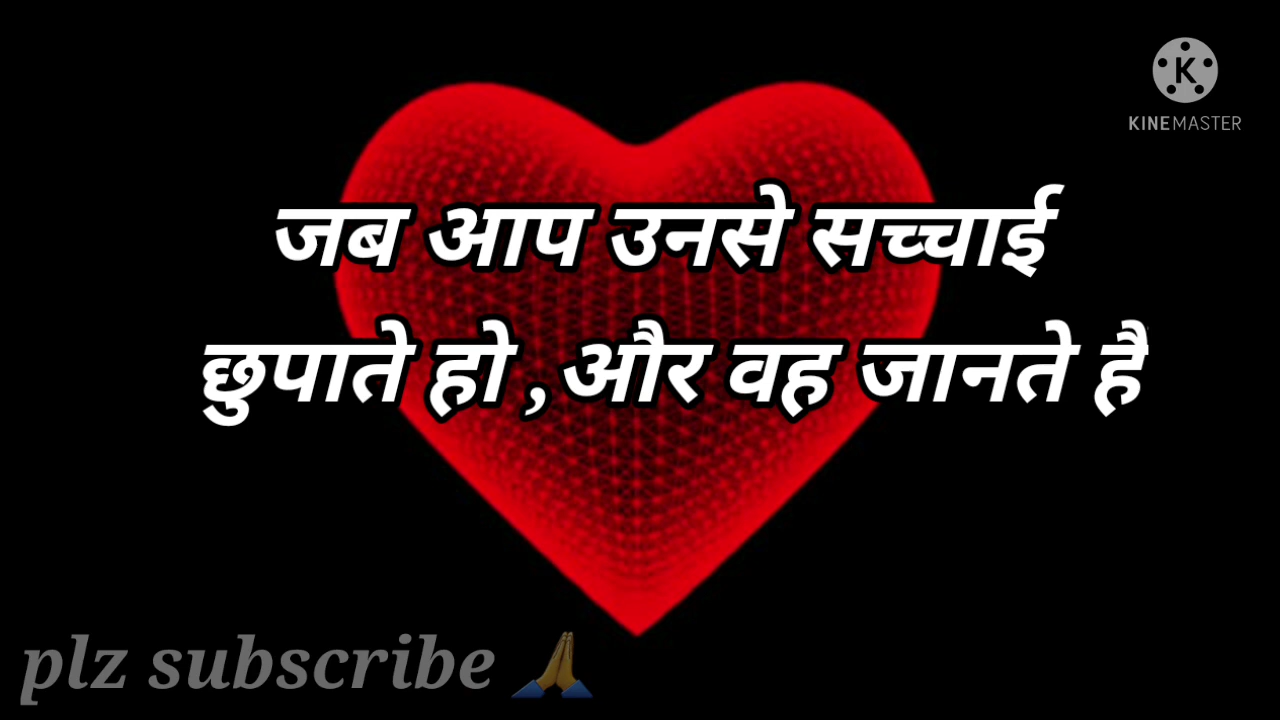 KINEMASTER
जब आप उनसे सच्चाई
छुपाते हो , और वह जानते है
plz subscribe 🙏